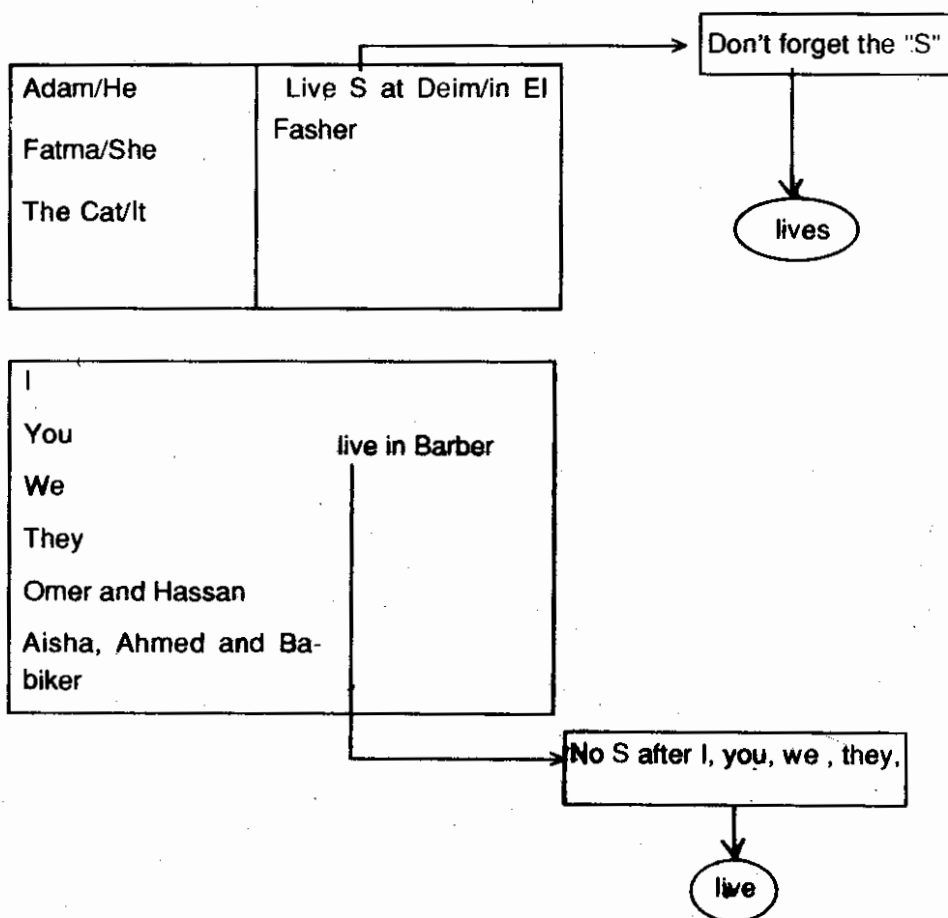 Don't forget the "S"
Adam/He
Live S at Deim/in El
Fasher
Fatma/She
The Cat/It
lives
I
You
live in Barber
We
They
Omer and Hassan
Aisha, Ahmed and Ba-
biker
No S after I, you, we , they,
live